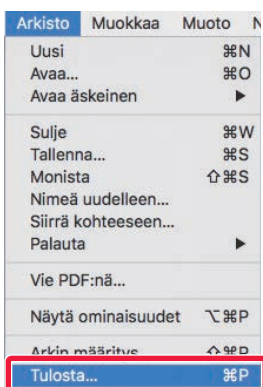 Arkisto Muokkaa Muoto N
Uusi ⌘N
Avaa... ⌘O
Avaa äskeinen ▶
Sulje ⌘W
Tallenna... ⌘S
Monista ⇧⌘S
Nimeä uudelleen...
Siirrä kohteeseen...
Palauta ▶
Vie PDF:nä...
Näytä ominaisuudet ⌥⌘P
Arkin määritys ⇧⌘P
Tulosta... ⌘P